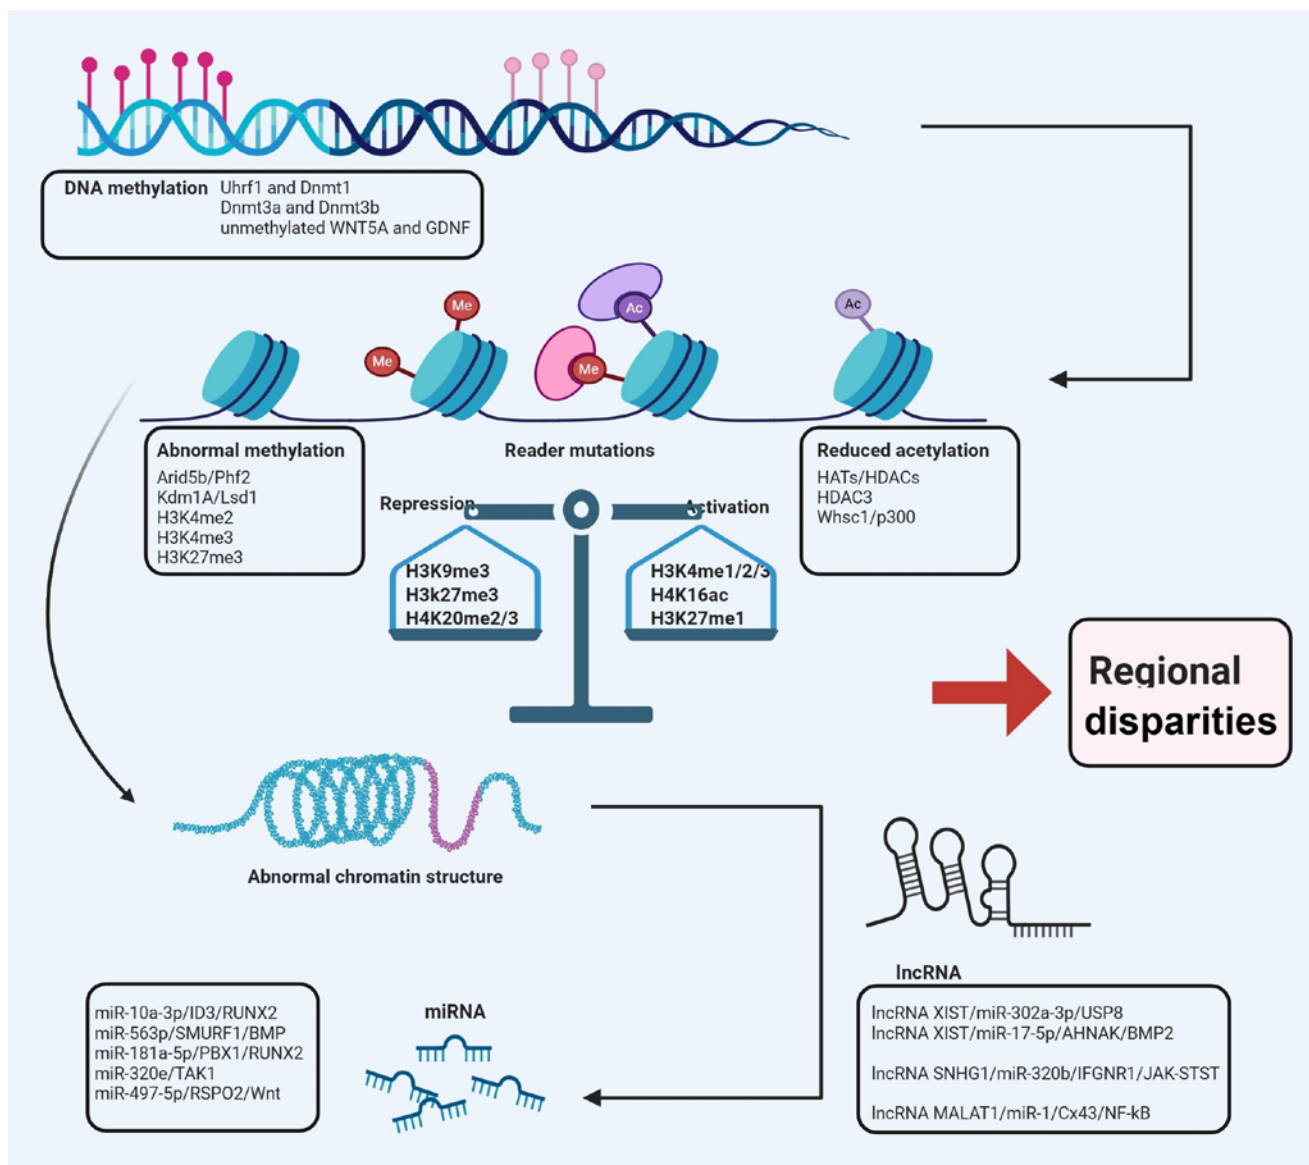 DNA methylation Uhrf1 and Dnmt1
Dnmt3a and Dnmt3b
unmethylated WNT5A and GDNF
Me
Me
Ac
Me
Ac
Abnormal methylation
Arid5b/Phf2
Kdm1A/Lsd1
H3K4me2
H3K4me3
H3K27me3
Reader mutations
Repression
Activation
H3K9me3
H3k27me3
H4K20me2/3
H3K4me1/2/3
H4K16ac
H3K27me1
Reduced acetylation
HATs/HDACs
HDAC3
Whsc1/p300
Regional
disparities
Abnormal chromatin structure
miR-10a-3p/ID3/RUNX2
miR-563p/SMURF1/BMP
miR-181a-5p/PBX1/RUNX2
miR-320e/TAK1
miR-497-5p/RSPO2/Wnt
miRNA
lncRNA
lncRNA XIST/miR-302a-3p/USP8
lncRNA XIST/miR-17-5p/AHNAK/BMP2
lncRNA SNHG1/miR-320b/IFGNR1/JAK-STST
lncRNA MALAT1/miR-1/Cx43/NF-kB